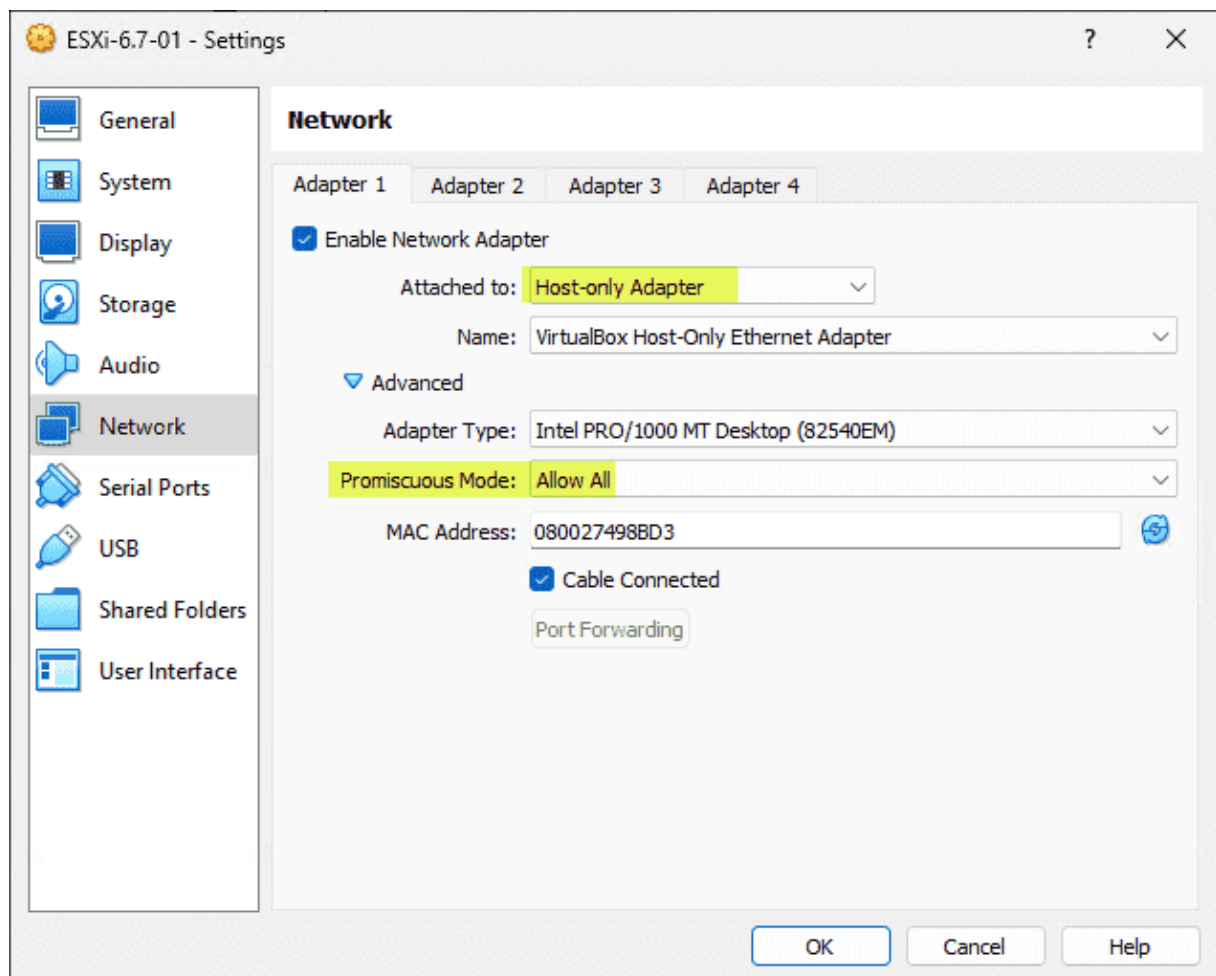 ESXi-6.7-01 - Settings ? ×
General
System
Display
Storage
Audio
Network
Serial Ports
USB
Shared Folders
User Interface
Network
Adapter 1 Adapter 2 Adapter 3 Adapter 4
Enable Network Adapter
Attached to: Host-only Adapter
Name: VirtualBox Host-Only Ethernet Adapter
Advanced
Adapter Type: Intel PRO/1000 MT Desktop (82540EM)
Promiscuous Mode: Allow All
MAC Address: 080027498BD3
Cable Connected
Port Forwarding
OK Cancel Help